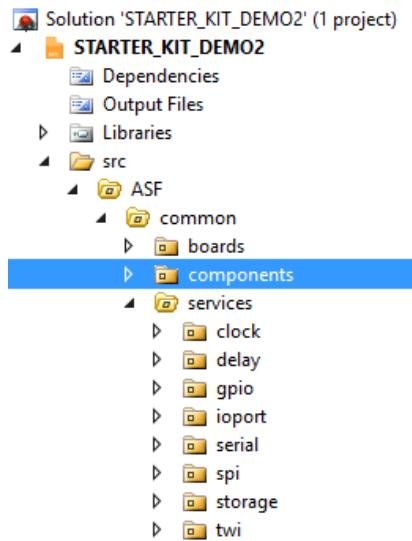 Solution 'STARTER_KIT_DEMO2' (1 project)
STARTER_KIT_DEMO2
Dependencies
Output Files
Libraries
src
ASF
common
boards
components
services
clock
delay
gpio
ioport
serial
spi
storage
twi